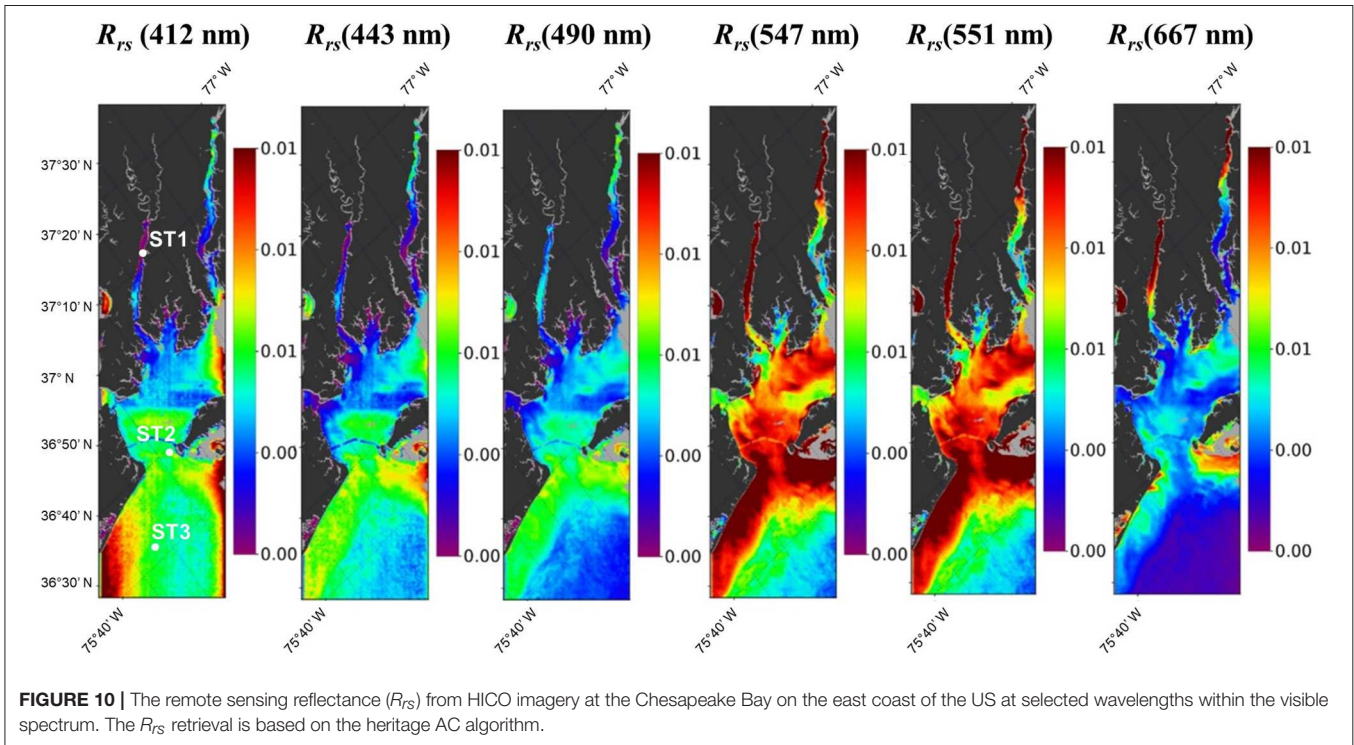 Rrs (412 nm) Rrs(443 nm) Rrs(490 nm) Rrs(547 nm) Rrs(551 nm) Rrs(667 nm)
77° W 77° W 77° W 77° W 77° W 77° W
37°30' N
37°20' N
37°10' N
37° N
36°50' N
36°40' N
36°30' N
ST1
ST2
ST3
0.01 0.01 0.01 0.01 0.01 0.01
0.01 0.01 0.01 0.01 0.01 0.01
0.01 0.01 0.01 0.01 0.01 0.01
0.00 0.00 0.00 0.00 0.00 0.00
0.00 0.00 0.00 0.00 0.00 0.00
75°40' W 75°40' W 75°40' W 75°40' W 75°40' W 75°40' W
FIGURE 10 | The remote sensing reflectance (Rrs) from HICO imagery at the Chesapeake Bay on the east coast of the US at selected wavelengths within the visible
spectrum. The Rrs retrieval is based on the heritage AC algorithm.